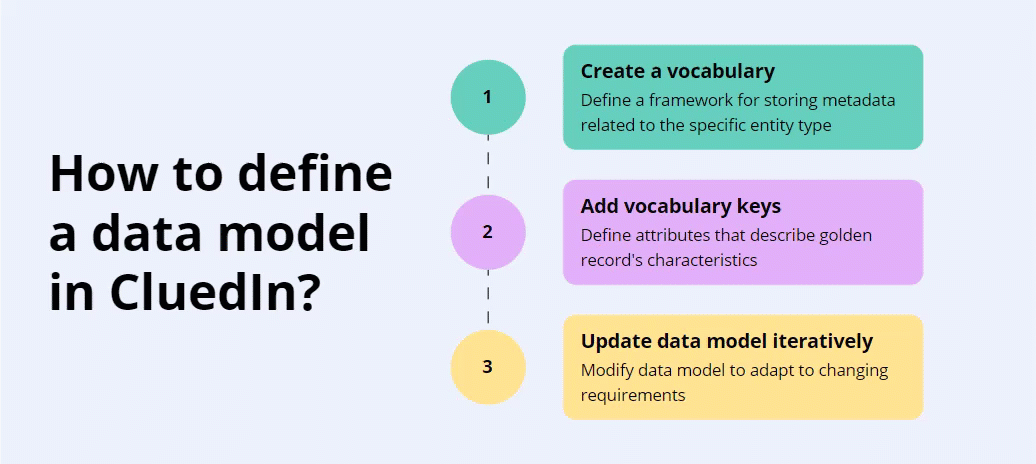 How to define
a data model
in CluedIn?
1
Create a vocabulary
Define a framework for storing metadata
related to the specific entity type
2
Add vocabulary keys
Define attributes that describe golden
record's characteristics
3
Update data model iteratively
Modify data model to adapt to changing
requirements